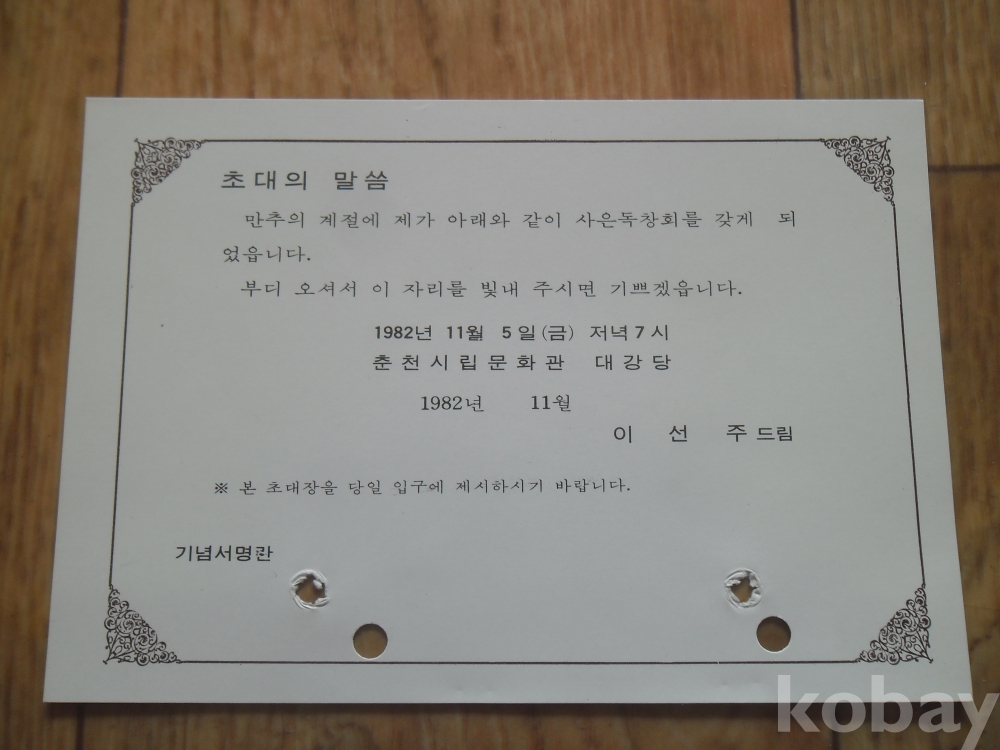 초대의 말씀
만추의 계절에 제가 아래와 같이 사은독창회를 갖게 되
었읍니다.
부디 오셔서 이 자리를 빛내 주시면 기쁘겠읍니다.
1982년 11월 5일(금) 저녁7시
춘천시립문화관 대강당
1982년 11월
이 선 주 드림
※ 본 초대장을 당일 입구에 제시하시기 바랍니다.
기념서명란
kobay